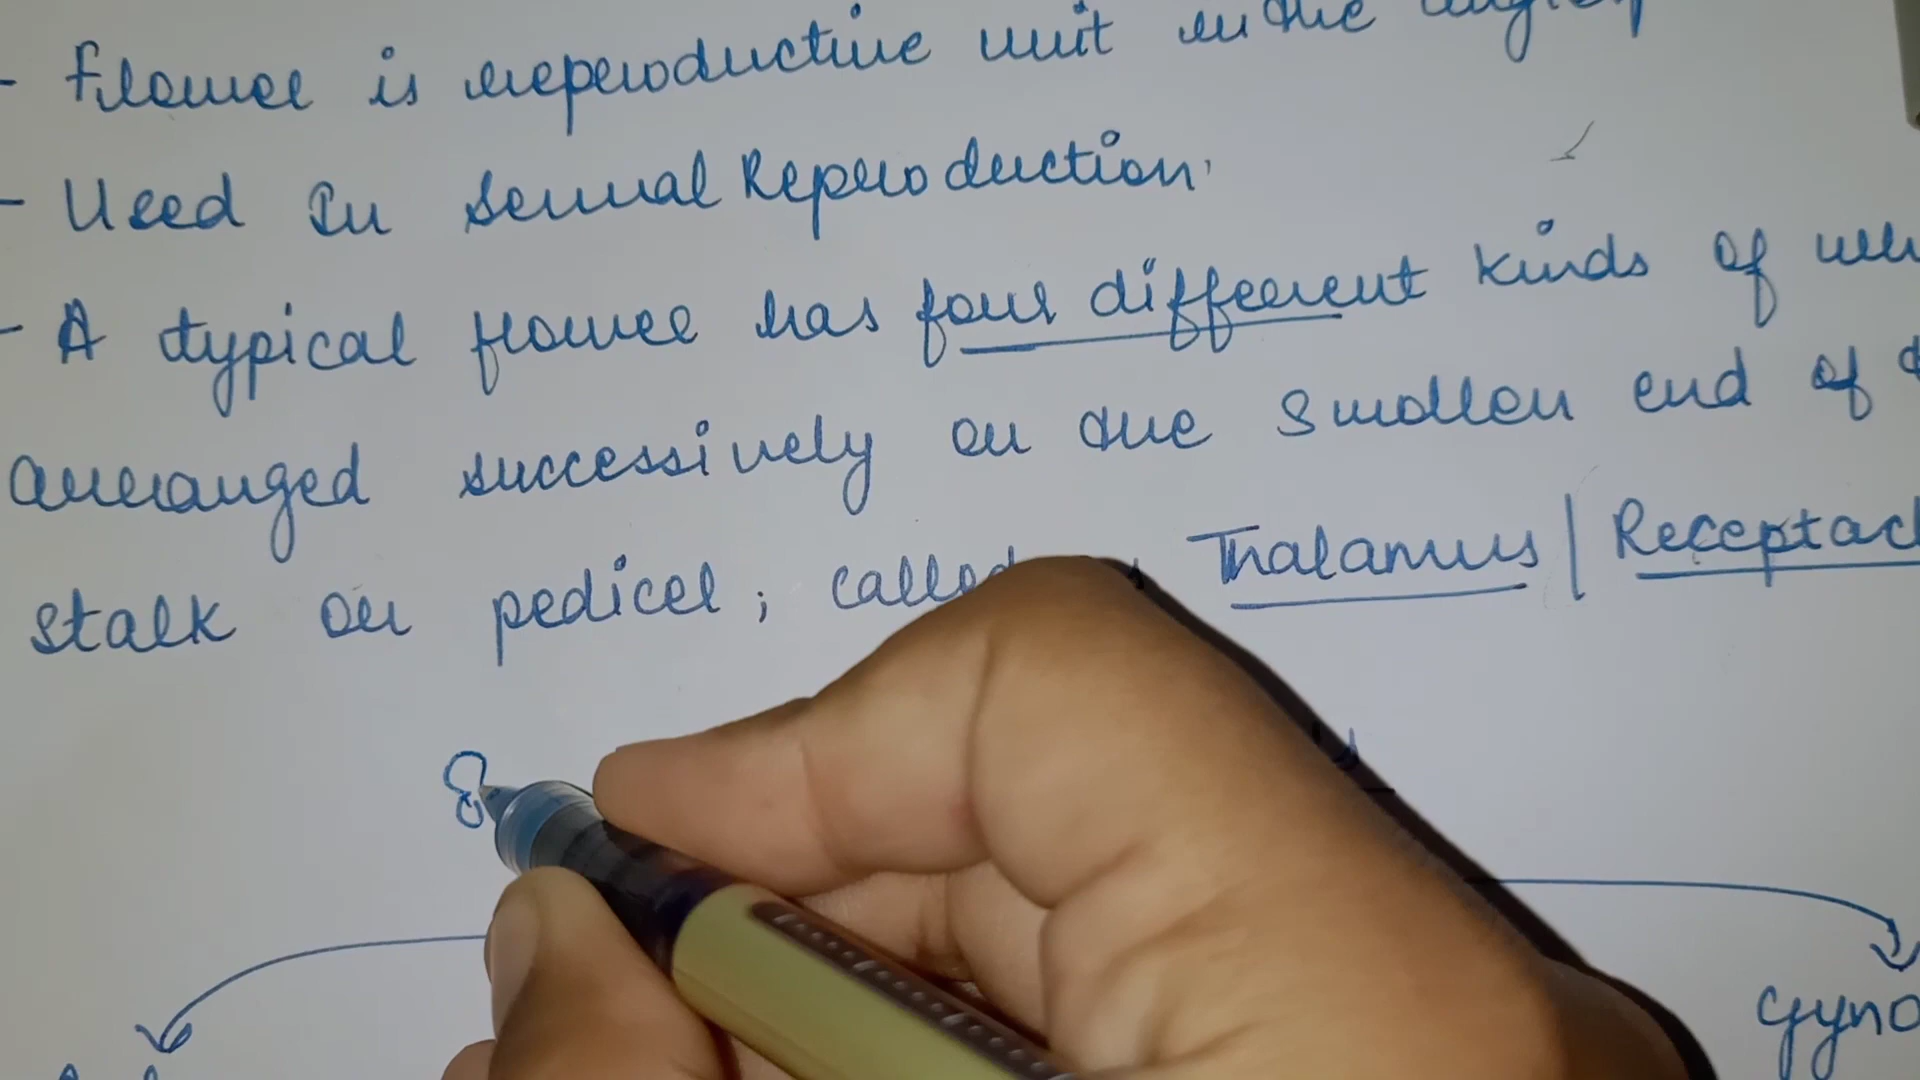 - Flower is reproductive unit in the
- Used In Sexual Reproduction.
- A typical flower has four different kinds of
arranged successively on the swollen end of
stalk or pedicel; called Thalamus | Receptac
8
Gyno